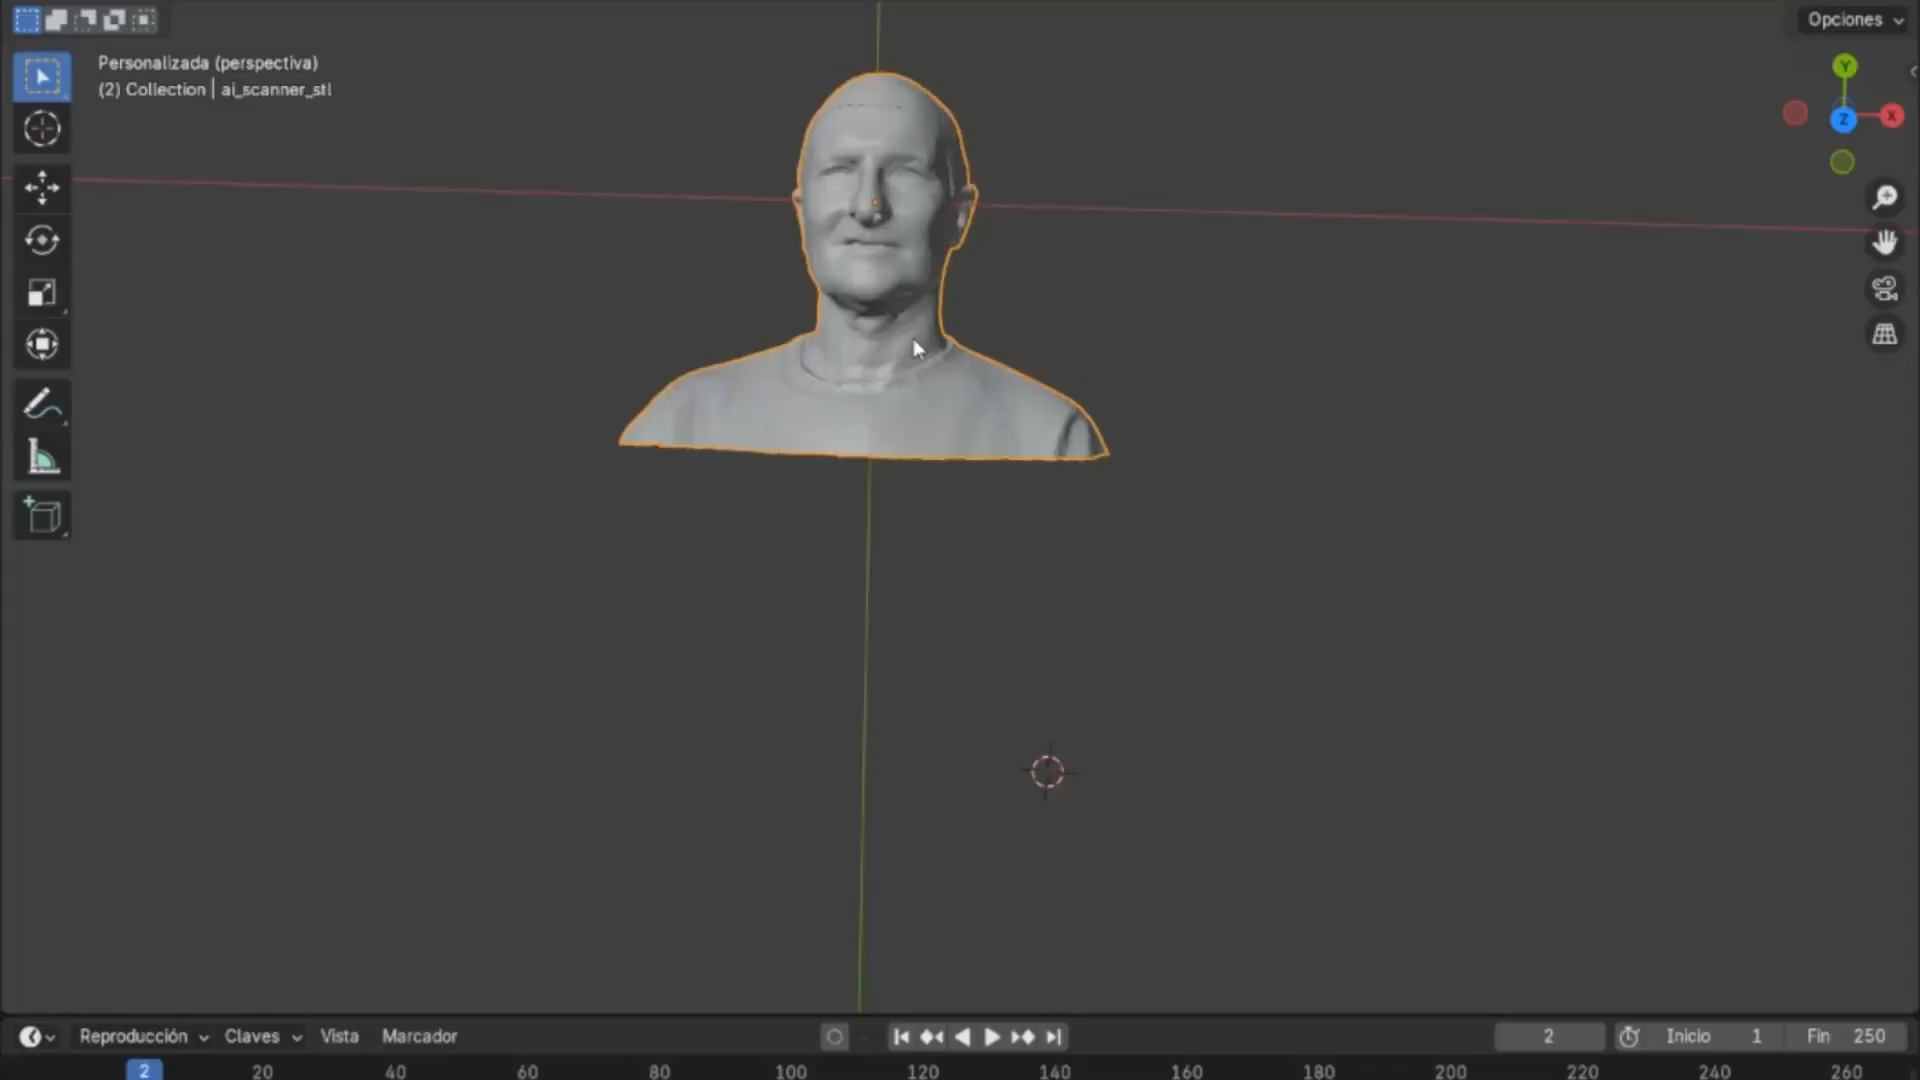 Opciones
Personalizada (perspectiva)
(2) Collection | ai_scanner_stl
Y
Z
X
Reproducción
Claves
Vista
Marcador
2
Inicio 1
Fin 250
2 20 40 60 80 100 120 140 160 180 200 220 240 260